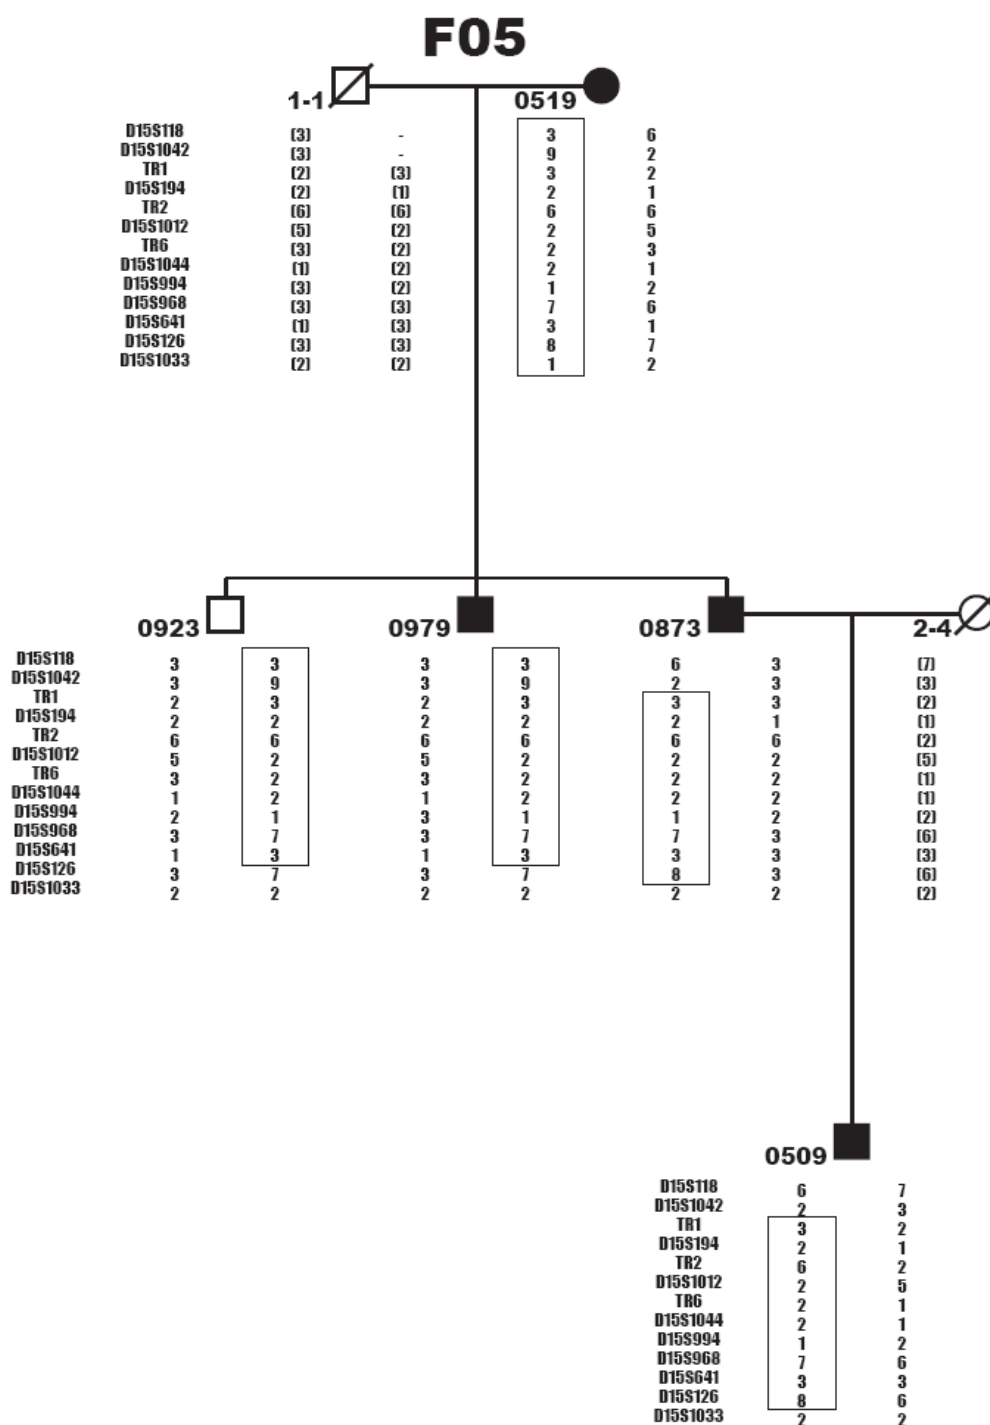 F05
1-1 0519
D15S118 (3) - 3 6
D15S1042 (3) - 9 2
TR1 (2) (3) 3 2
D15S194 (2) (1) 2 1
TR2 (6) (6) 6 6
D15S1012 (5) (2) 2 5
TR6 (3) (2) 2 3
D15S1044 (1) (2) 2 1
D15S994 (3) (2) 1 2
D15S968 (3) (3) 7 6
D15S641 (1) (3) 3 1
D15S126 (3) (3) 8 7
D15S1033 (2) (2) 1 2
0923 0979 0873 2-4
D15S118 3 3 3 3 6 3 (7)
D15S1042 3 9 3 9 2 3 (3)
TR1 2 3 2 3 3 3 (2)
D15S194 2 2 2 2 2 1 (1)
TR2 6 6 6 6 6 6 (2)
D15S1012 5 2 5 2 2 2 (5)
TR6 3 2 3 2 2 2 (1)
D15S1044 1 2 1 2 2 2 (1)
D15S994 2 1 3 1 1 2 (2)
D15S968 3 7 3 7 7 3 (6)
D15S641 1 3 1 3 3 3 (3)
D15S126 3 7 3 7 8 3 (6)
D15S1033 2 2 2 2 2 2 (2)
0509
D15S118 6 7
D15S1042 2 3
TR1 3 2
D15S194 2 1
TR2 6 2
D15S1012 2 5
TR6 2 1
D15S1044 2 1
D15S994 1 2
D15S968 7 6
D15S641 3 3
D15S126 8 6
D15S1033 2 2